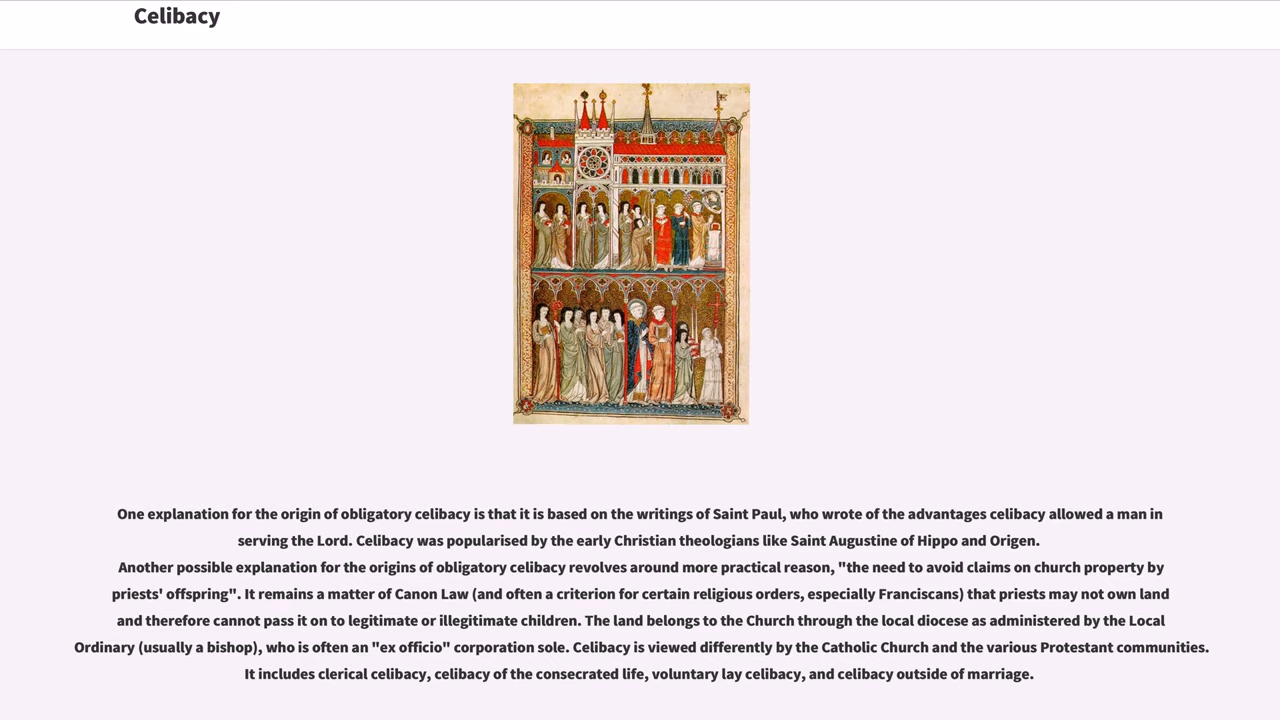 Celibacy
One explanation for the origin of obligatory celibacy is that it is based on the writings of Saint Paul, who wrote of the advantages celibacy allowed a man in
serving the Lord. Celibacy was popularised by the early Christian theologians like Saint Augustine of Hippo and Origen.
Another possible explanation for the origins of obligatory celibacy revolves around more practical reason, "the need to avoid claims on church property by
priests' offspring". It remains a matter of Canon Law (and often a criterion for certain religious orders, especially Franciscans) that priests may not own land
and therefore cannot pass it on to legitimate or illegitimate children. The land belongs to the Church through the local diocese as administered by the Local
Ordinary (usually a bishop), who is often an "ex officio" corporation sole. Celibacy is viewed differently by the Catholic Church and the various Protestant communities.
It includes clerical celibacy, celibacy of the consecrated life, voluntary lay celibacy, and celibacy outside of marriage.